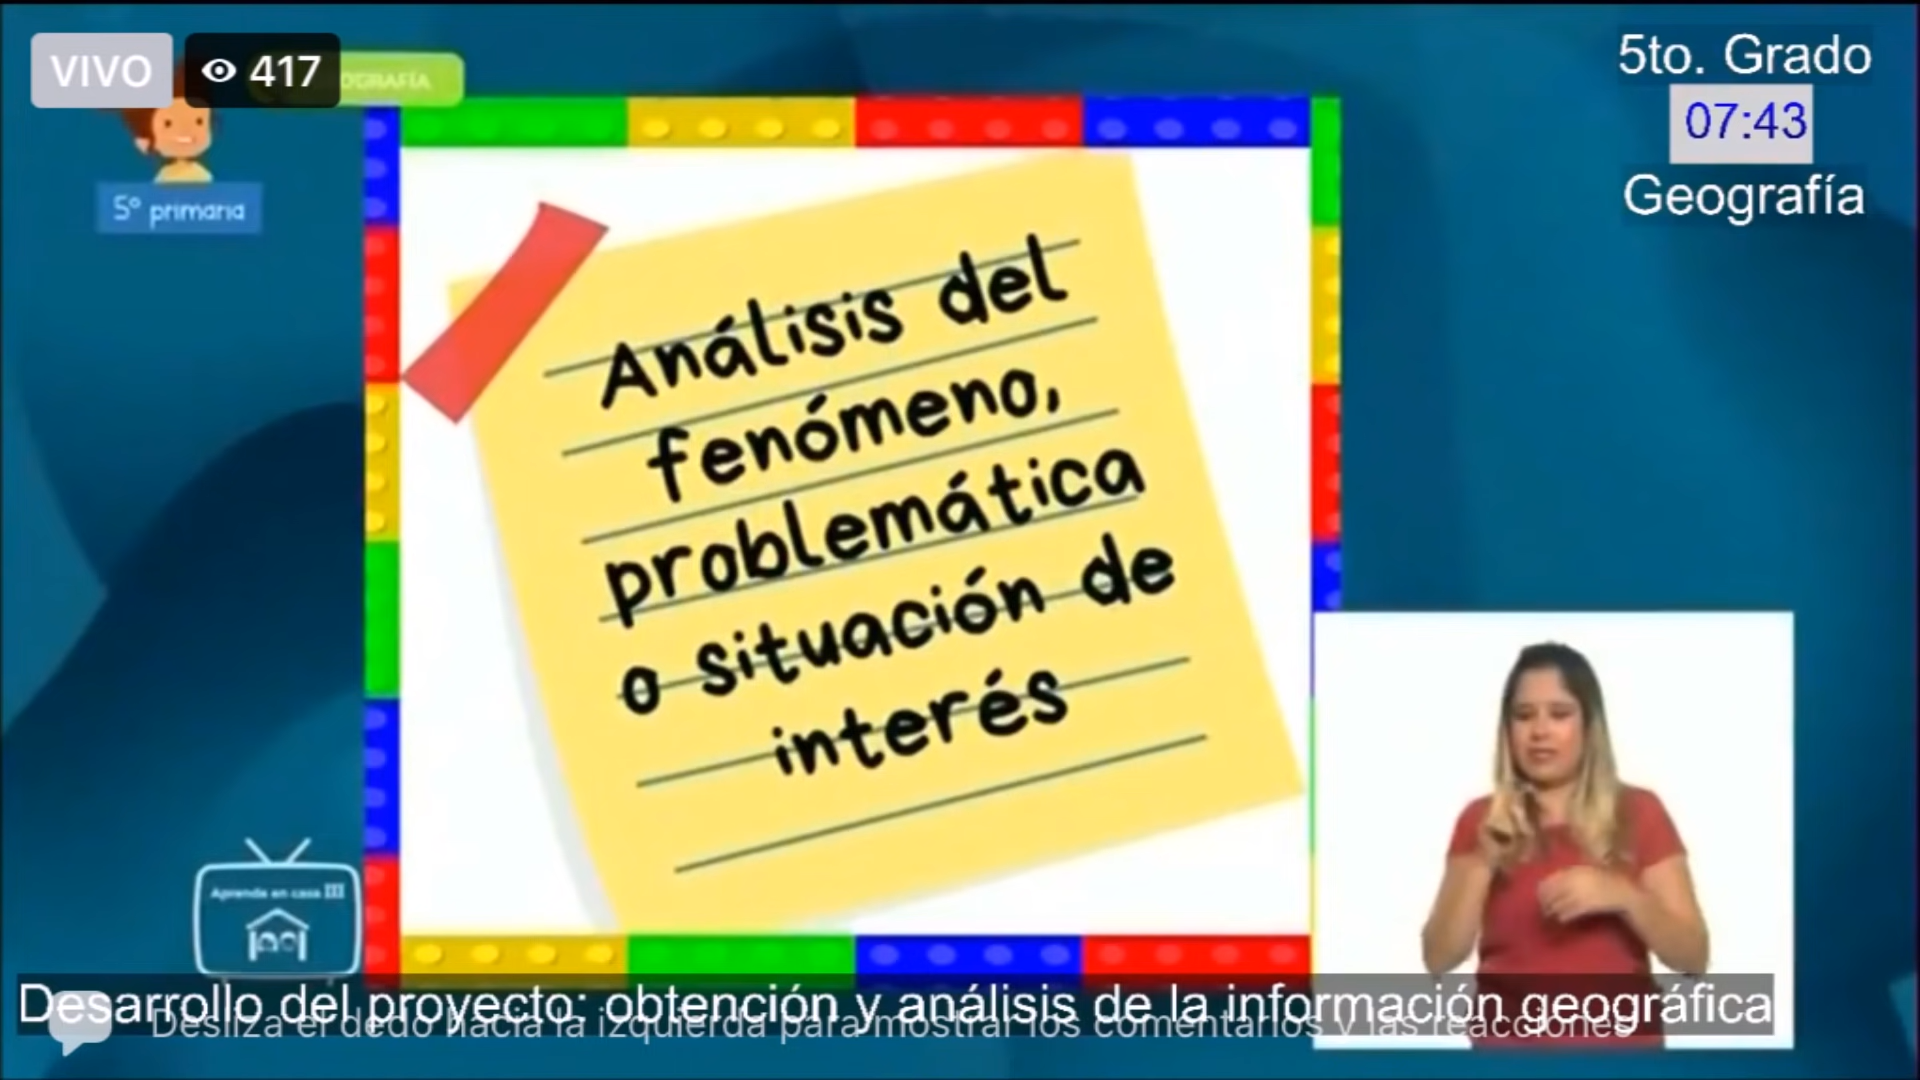 VIVO 417
OGRAFÍA
5º primaria
5to. Grado
07:43
Geografía
Análisis del
fenómeno,
problemática
o situación de
interés
Aprende en casa III
Desarrollo del proyecto: obtención y análisis de la información geográfica
Desliza el dedo hacia la izquierda para mostrar los comentarios y las reacciones